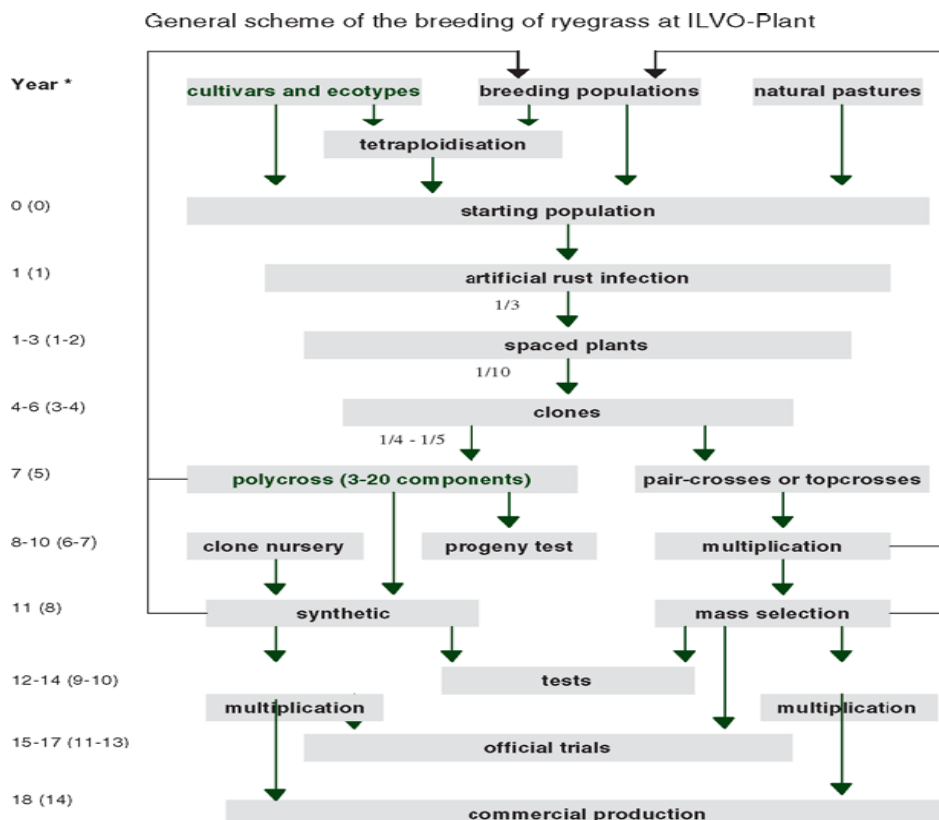 General scheme of the breeding of ryegrass at ILVO-Plant
Year *
cultivars and ecotypes
breeding populations
natural pastures
tetraploidisation
0 (0)
starting population
1 (1)
artificial rust infection
1/3
1-3 (1-2)
spaced plants
1/10
4-6 (3-4)
clones
1/4 - 1/5
7 (5)
polycross (3-20 components)
pair-crosses or topcrosses
8-10 (6-7)
clone nursery
progeny test
multiplication
11 (8)
synthetic
mass selection
12-14 (9-10)
tests
multiplication
multiplication
15-17 (11-13)
official trials
18 (14)
commercial production